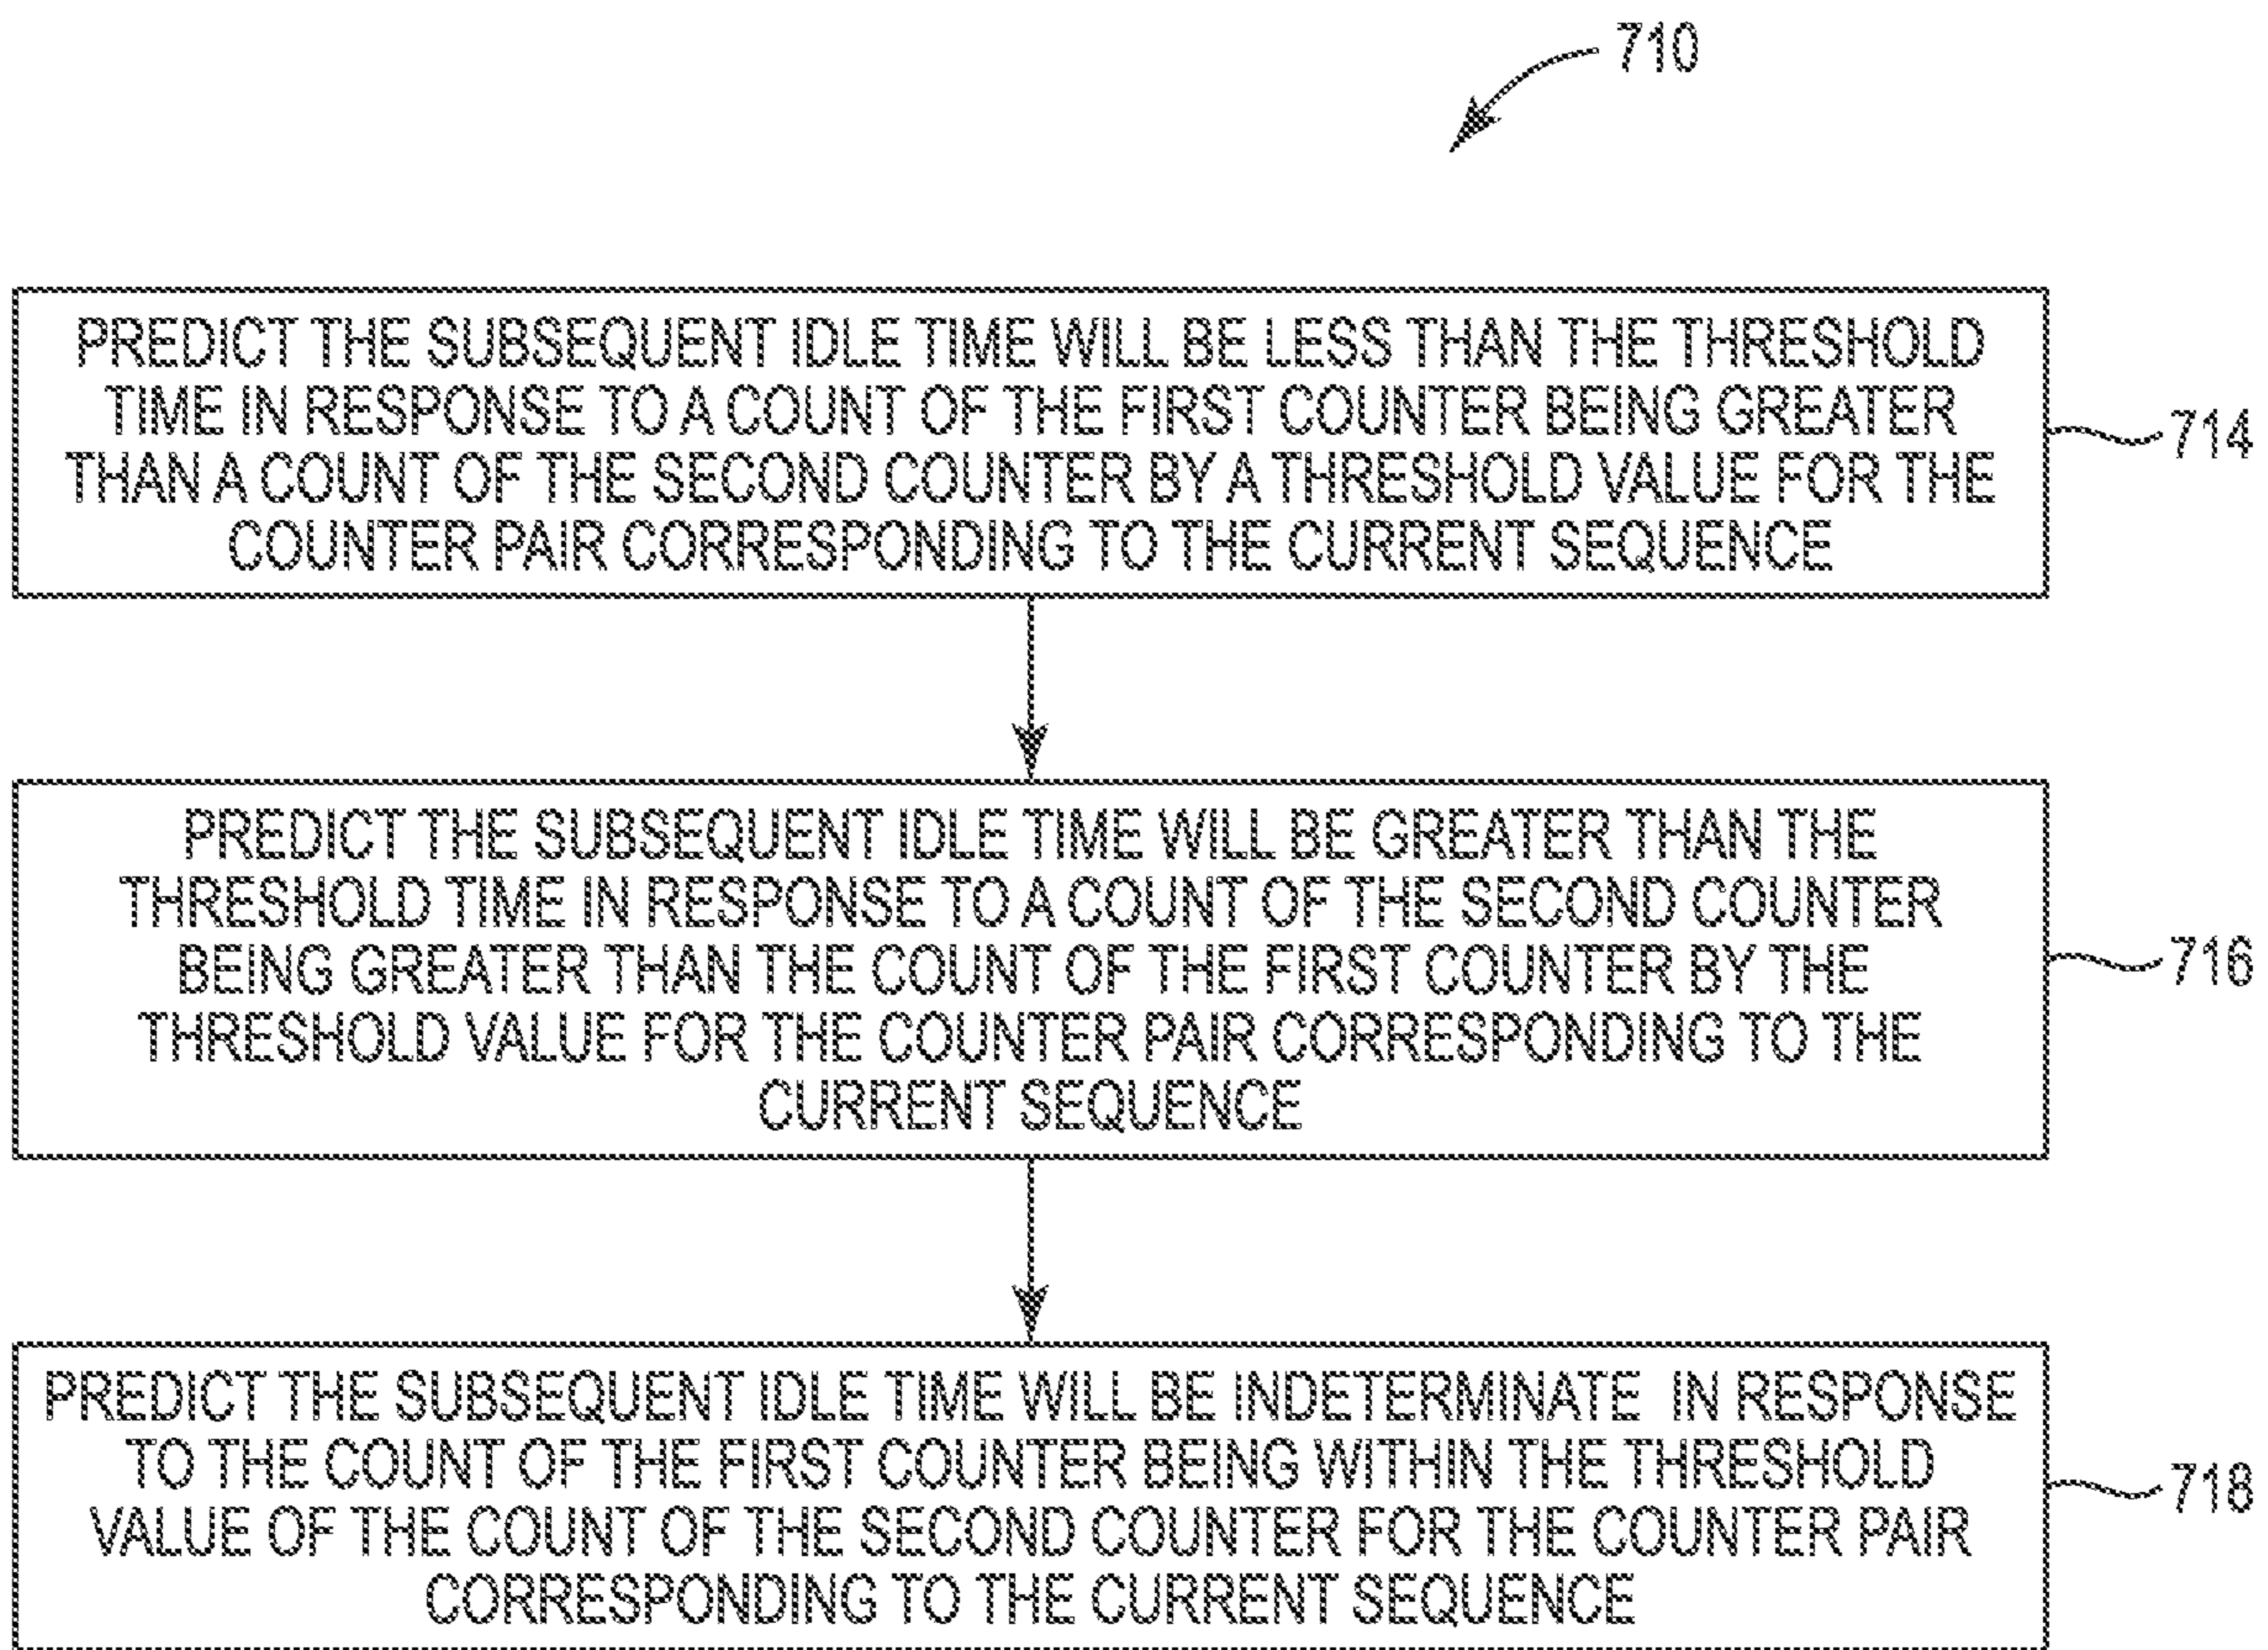 710
PREDICT THE SUBSEQUENT IDLE TIME WILL BE LESS THAN THE THRESHOLD
TIME IN RESPONSE TO A COUNT OF THE FIRST COUNTER BEING GREATER
THAN A COUNT OF THE SECOND COUNTER BY A THRESHOLD VALUE FOR THE
COUNTER PAIR CORRESPONDING TO THE CURRENT SEQUENCE
714
PREDICT THE SUBSEQUENT IDLE TIME WILL BE GREATER THAN THE
THRESHOLD TIME IN RESPONSE TO A COUNT OF THE SECOND COUNTER
BEING GREATER THAN THE COUNT OF THE FIRST COUNTER BY THE
THRESHOLD VALUE FOR THE COUNTER PAIR CORRESPONDING TO THE
CURRENT SEQUENCE
716
PREDICT THE SUBSEQUENT IDLE TIME WILL BE INDETERMINATE IN RESPONSE
TO THE COUNT OF THE FIRST COUNTER BEING WITHIN THE THRESHOLD
VALUE OF THE COUNT OF THE SECOND COUNTER FOR THE COUNTER PAIR
CORRESPONDING TO THE CURRENT SEQUENCE
718